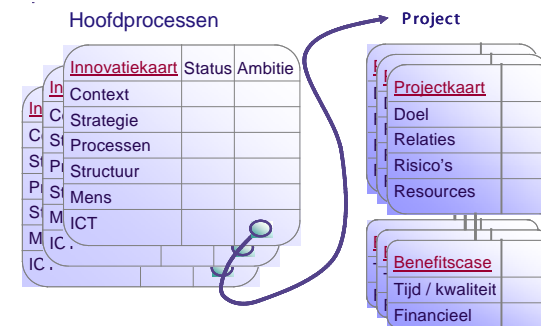 Hoofdprocessen
Project
Innovatiekaart Status Ambitie
Context
Strategie
Processen
Structuur
Mens
ICT
Projectkaart
Doel
Relaties
Risico's
Resources
Benefitscase
Tijd / kwaliteit
Financieel